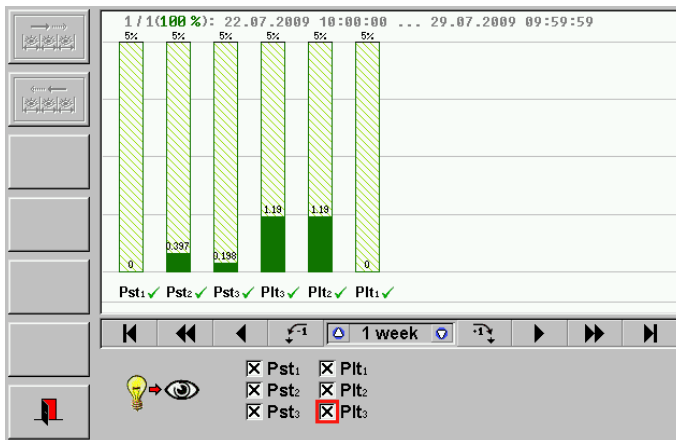 1/1(100 %): 22.07.2009 10:00:00 ... 29.07.2009 09:59:59
5% 5% 5% 5% 5% 5%
1.19 1.19
0.397
0.198
0 0
Pst₁✓ Pst₂✓ Pst₃✓ Plt₃✓ Plt₂✓ Plt₁✓
-1 1 week -1
Pst₁ Plt₁
Pst₂ Plt₂
Pst₃ Plt₃